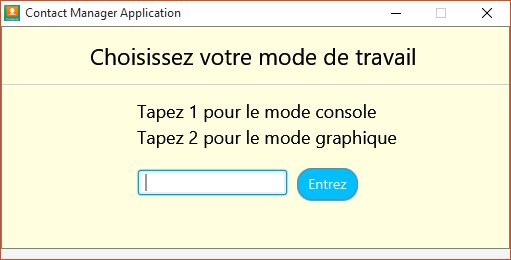 Contact Manager Application
Choisissez votre mode de travail
Tapez 1 pour le mode console
Tapez 2 pour le mode graphique
Entrez